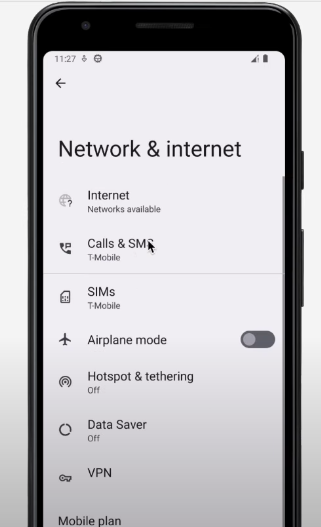 11:27
Network & internet
Internet
Networks available
Calls & SMS
T-Mobile
SIMs
T-Mobile
Airplane mode
Hotspot & tethering
Off
Data Saver
Off
VPN
Mobile plan